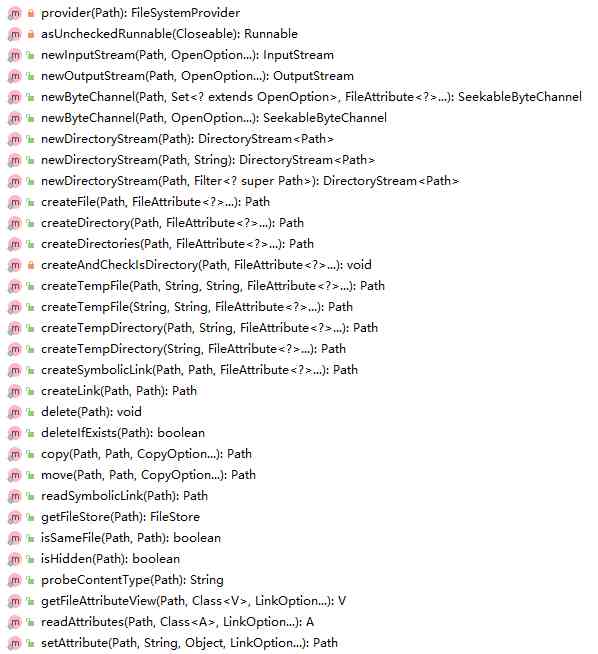 provider(Path): FileSystemProvider
asUncheckedRunnable(Closeable): Runnable
newInputStream(Path, OpenOption...): InputStream
newOutputStream(Path, OpenOption...): OutputStream
newByteChannel(Path, Set<? extends OpenOption>, FileAttribute<?>...): SeekableByteChannel
newByteChannel(Path, OpenOption...): SeekableByteChannel
newDirectoryStream(Path): DirectoryStream<Path>
newDirectoryStream(Path, String): DirectoryStream<Path>
newDirectoryStream(Path, Filter<? super Path>): DirectoryStream<Path>
createFile(Path, FileAttribute<?>...): Path
createDirectory(Path, FileAttribute<?>...): Path
createDirectories(Path, FileAttribute<?>...): Path
createAndCheckIsDirectory(Path, FileAttribute<?>...): void
createTempFile(Path, String, String, FileAttribute<?>...): Path
createTempFile(String, String, FileAttribute<?>...): Path
createTempDirectory(Path, String, FileAttribute<?>...): Path
createTempDirectory(String, FileAttribute<?>...): Path
createSymbolicLink(Path, Path, FileAttribute<?>...): Path
createLink(Path, Path): Path
delete(Path): void
deleteIfExists(Path): boolean
copy(Path, Path, CopyOption...): Path
move(Path, Path, CopyOption...): Path
readSymbolicLink(Path): Path
getFileStore(Path): FileStore
isSameFile(Path, Path): boolean
isHidden(Path): boolean
probeContentType(Path): String
getFileAttributeView(Path, Class<V>, LinkOption...): V
readAttributes(Path, Class<A>, LinkOption...): A
setAttribute(Path, String, Object, LinkOption...): Path